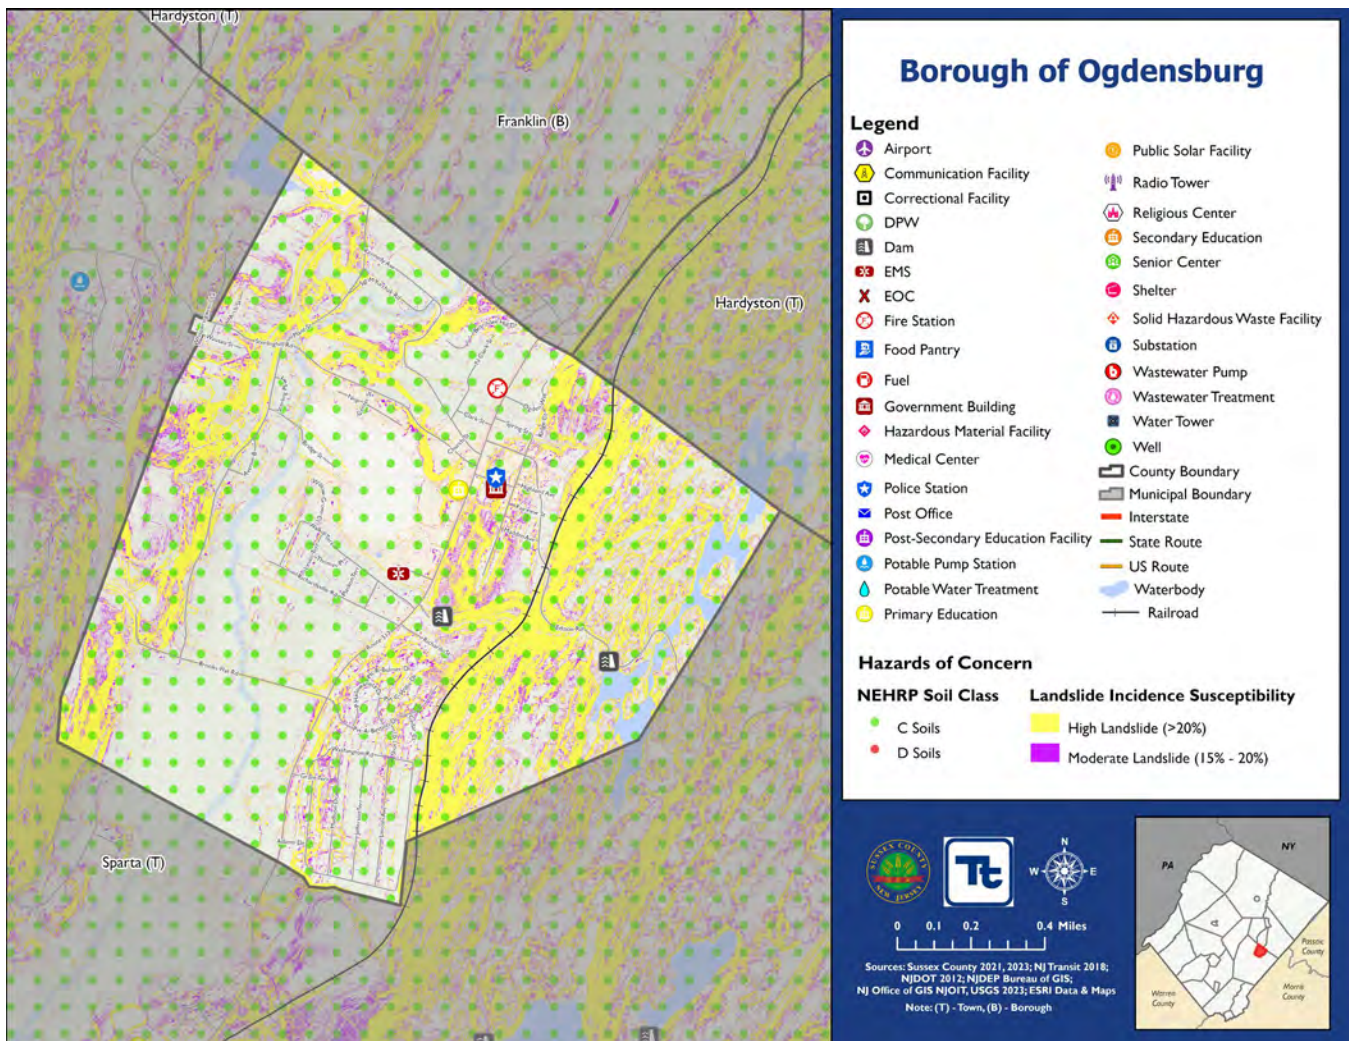 Hardyston (T)
Franklin (B)
Hardyston (T)
Sparta (T)
Borough of Ogdensburg
Legend
Airport
Communication Facility
Correctional Facility
DPW
Dam
EMS
EOC
Fire Station
Food Pantry
Fuel
Government Building
Hazardous Material Facility
Medical Center
Police Station
Post Office
Post-Secondary Education Facility
Potable Pump Station
Potable Water Treatment
Primary Education
Public Solar Facility
Radio Tower
Religious Center
Secondary Education
Senior Center
Shelter
Solid Hazardous Waste Facility
Substation
Wastewater Pump
Wastewater Treatment
Water Tower
Well
County Boundary
Municipal Boundary
Interstate
State Route
US Route
Waterbody
Railroad
Hazards of Concern
NEHRP Soil Class
C Soils
D Soils
Landslide Incidence Susceptibility
High Landslide (>20%)
Moderate Landslide (15% - 20%)
SUSSEX COUNTY
NEW JERSEY
Tt
N
W E
S
0 0.1 0.2 0.4 Miles
Sources: Sussex County 2021, 2023; NJ Transit 2018;
NJDOT 2012; NJDEP Bureau of GIS;
NJ Office of GIS NJOIT, USGS 2023; ESRI Data & Maps
Note: (T) - Town, (B) - Borough
PA
NY
Passaic
County
Morris
County
Warren
County